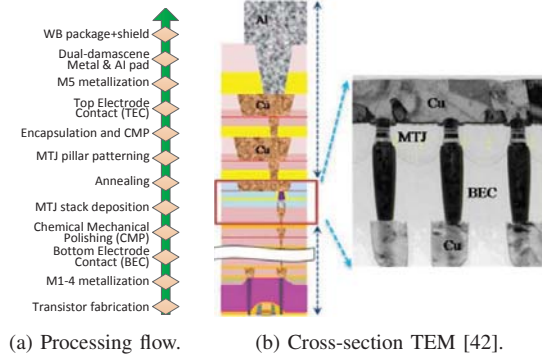 WB package+shield
Dual-damascene
Metal & Al pad
M5 metallization
Top Electrode
Contact (TEC)
Encapsulation and CMP
MTJ pillar patterning
Annealing
MTJ stack deposition
Chemical Mechanical
Polishing (CMP)
Bottom Electrode
Contact (BEC)
M1-4 metallization
Transistor fabrication
(a) Processing flow.
Al
Cu
Cu
Cu
MTJ
BEC
Cu
(b) Cross-section TEM [42].